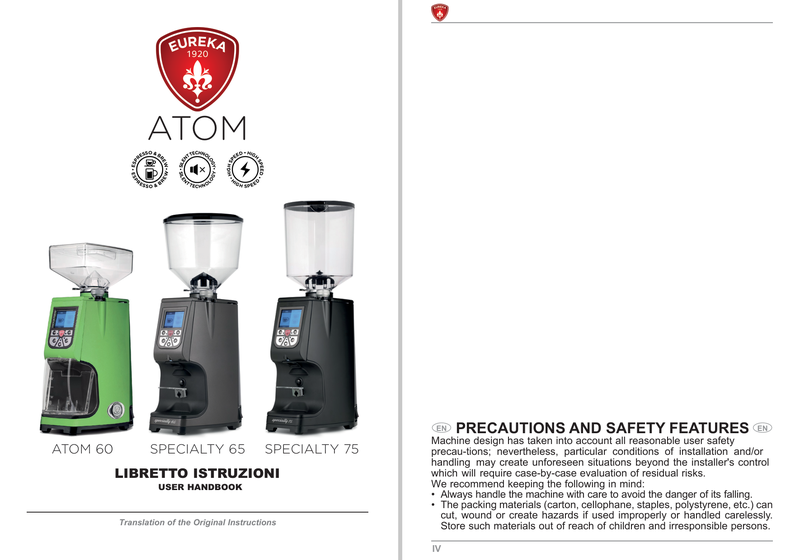 EUREKA
1920
ATOM
ESPRESSO & BREW • ESPRESSO & BREW •
SILENT TECHNOLOGY • SILENT TECHNOLOGY •
HIGH SPEED • HIGH SPEED • HIGH SPEED •
ATOM 60 SPECIALTY 65 SPECIALTY 75
LIBRETTO ISTRUZIONI
USER HANDBOOK
Translation of the Original Instructions
EN PRECAUTIONS AND SAFETY FEATURES EN
Machine design has taken into account all reasonable user safety
precau-tions; nevertheless, particular conditions of installation and/or
handling may create unforeseen situations beyond the installer's control
which will require case-by-case evaluation of residual risks.
We recommend keeping the following in mind:
• Always handle the machine with care to avoid the danger of its falling.
• The packing materials (carton, cellophane, staples, polystyrene, etc.) can
cut, wound or create hazards if used improperly or handled carelessly.
Store such materials out of reach of children and irresponsible persons.
IV